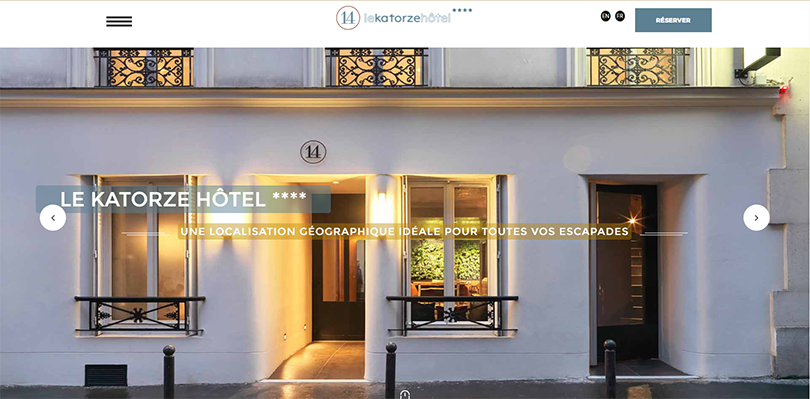 14 lekatorzehôtel ****
EN FR
RÉSERVER
14
LE KATORZE HÔTEL ****
UNE LOCALISATION GÉOGRAPHIQUE IDÉALE POUR TOUTES VOS ESCAPADES